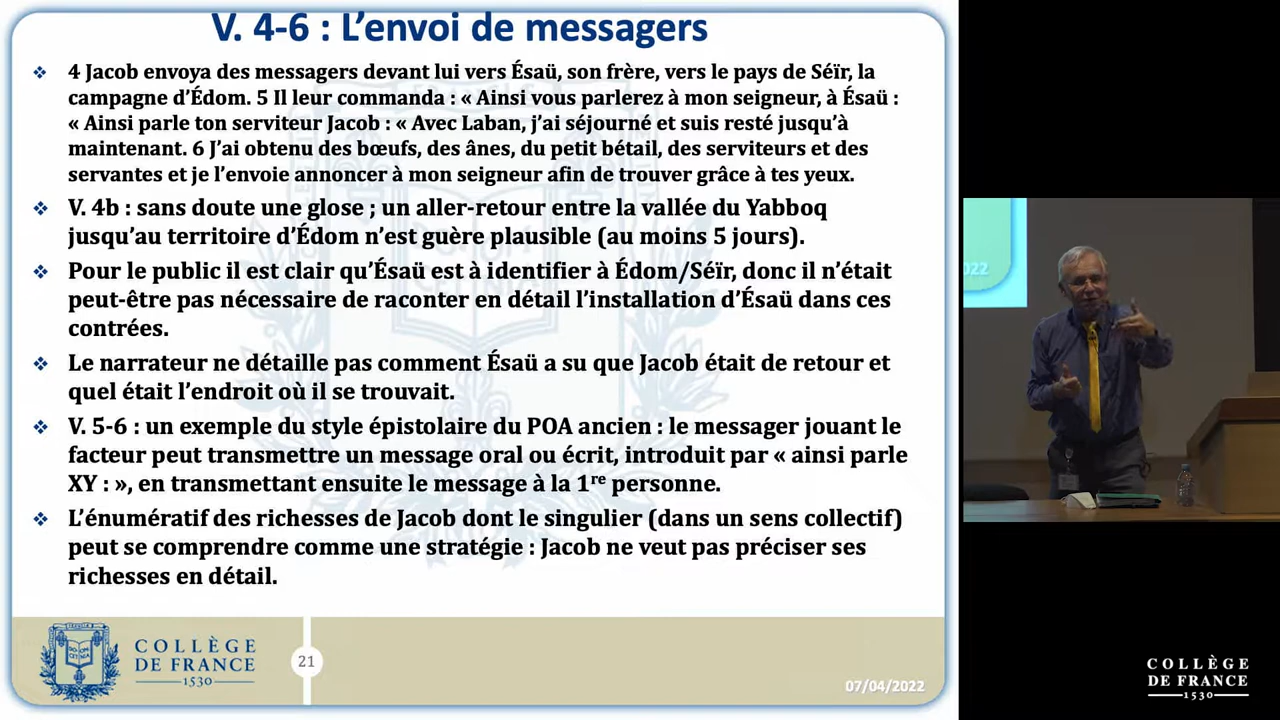 V. 4-6 : L’envoi de messagers
❖ 4 Jacob envoya des messagers devant lui vers Ésaü, son frère, vers le pays de Séïr, la
campagne d’Édom. 5 Il leur commanda : « Ainsi vous parlerez à mon seigneur, à Ésaü :
« Ainsi parle ton serviteur Jacob : « Avec Laban, j’ai séjourné et suis resté jusqu’à
maintenant. 6 J’ai obtenu des bœufs, des ânes, du petit bétail, des serviteurs et des
servantes et je l’envoie annoncer à mon seigneur afin de trouver grâce à tes yeux.
❖ V. 4b : sans doute une glose ; un aller-retour entre la vallée du Yabboq
jusqu’au territoire d’Édom n’est guère plausible (au moins 5 jours).
❖ Pour le public il est clair qu’Ésaü est à identifier à Édom/Séïr, donc il n’était
peut-être pas nécessaire de raconter en détail l’installation d’Ésaü dans ces
contrées.
❖ Le narrateur ne détaille pas comment Ésaü a su que Jacob était de retour et
quel était l’endroit où il se trouvait.
❖ V. 5-6 : un exemple du style épistolaire du POA ancien : le messager jouant le
facteur peut transmettre un message oral ou écrit, introduit par « ainsi parle
XY : », en transmettant ensuite le message à la 1re personne.
❖ L’énumératif des richesses de Jacob dont le singulier (dans un sens collectif)
peut se comprendre comme une stratégie : Jacob ne veut pas préciser ses
richesses en détail.
COLLÈGE
DE FRANCE
1530
21
07/04/2022
022
COLLÈGE
DE FRANCE
1530